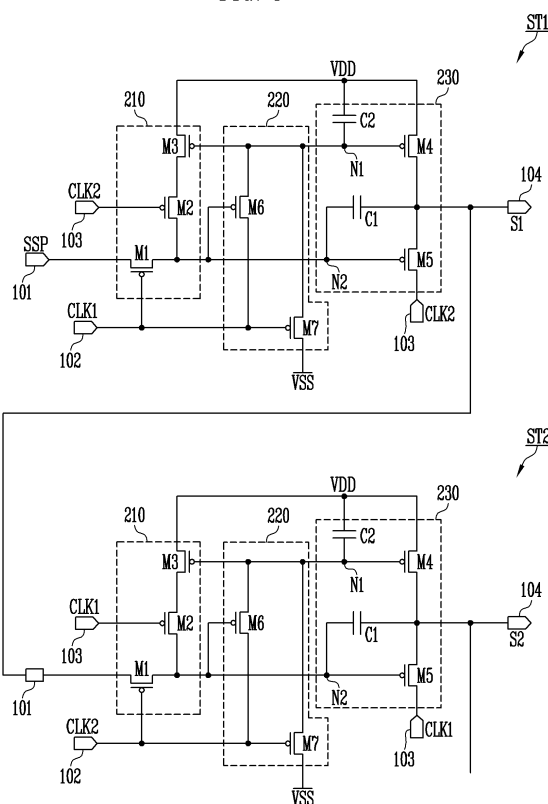 ST1
VDD
210
220
230
M3
C2
M4
N1
CLK2
103
M2
M6
C1
104
S1
SSP
101
M1
N2
M5
CLK1
102
M7
103
CLK2
VSS
ST2
VDD
210
220
230
M3
C2
M4
N1
CLK1
103
M2
M6
C1
104
S2
101
M1
N2
M5
CLK2
102
M7
103
CLK1
VSS